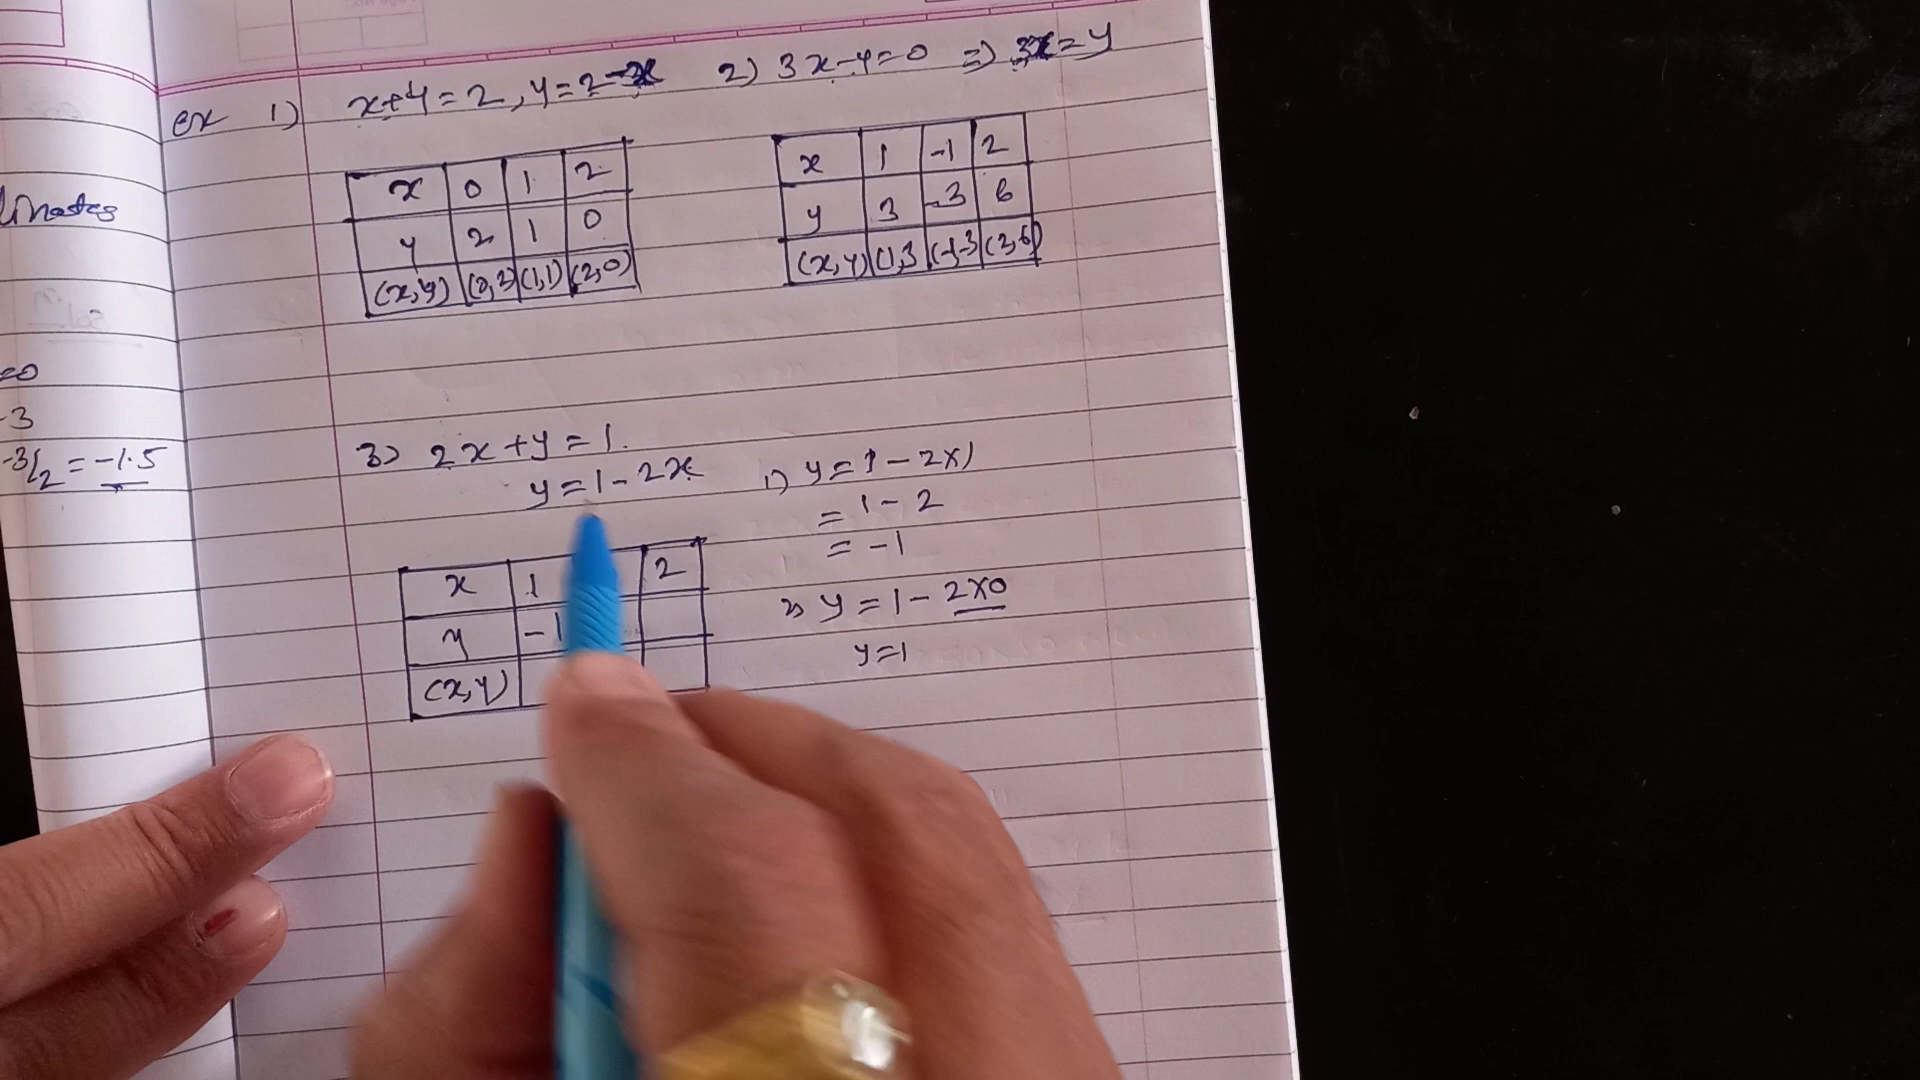 ex 1) x+y=2, y=2-x 2) 3x-y=0 => 3x=y
x 0 1 2
y 2 1 0
(x,y) (0,2) (1,1) (2,0)
x 1 -1 2
y 3 -3 6
(x,y) (1,3 (-1,-3 (2,6)
=0
-3
-3/2 = -1.5
3) 2x+y=1.
y=1-2x
x 1 2
y -1
(x,y)
1) y=1-2x1
=1-2
=-1
2) y=1-2x0
y=1